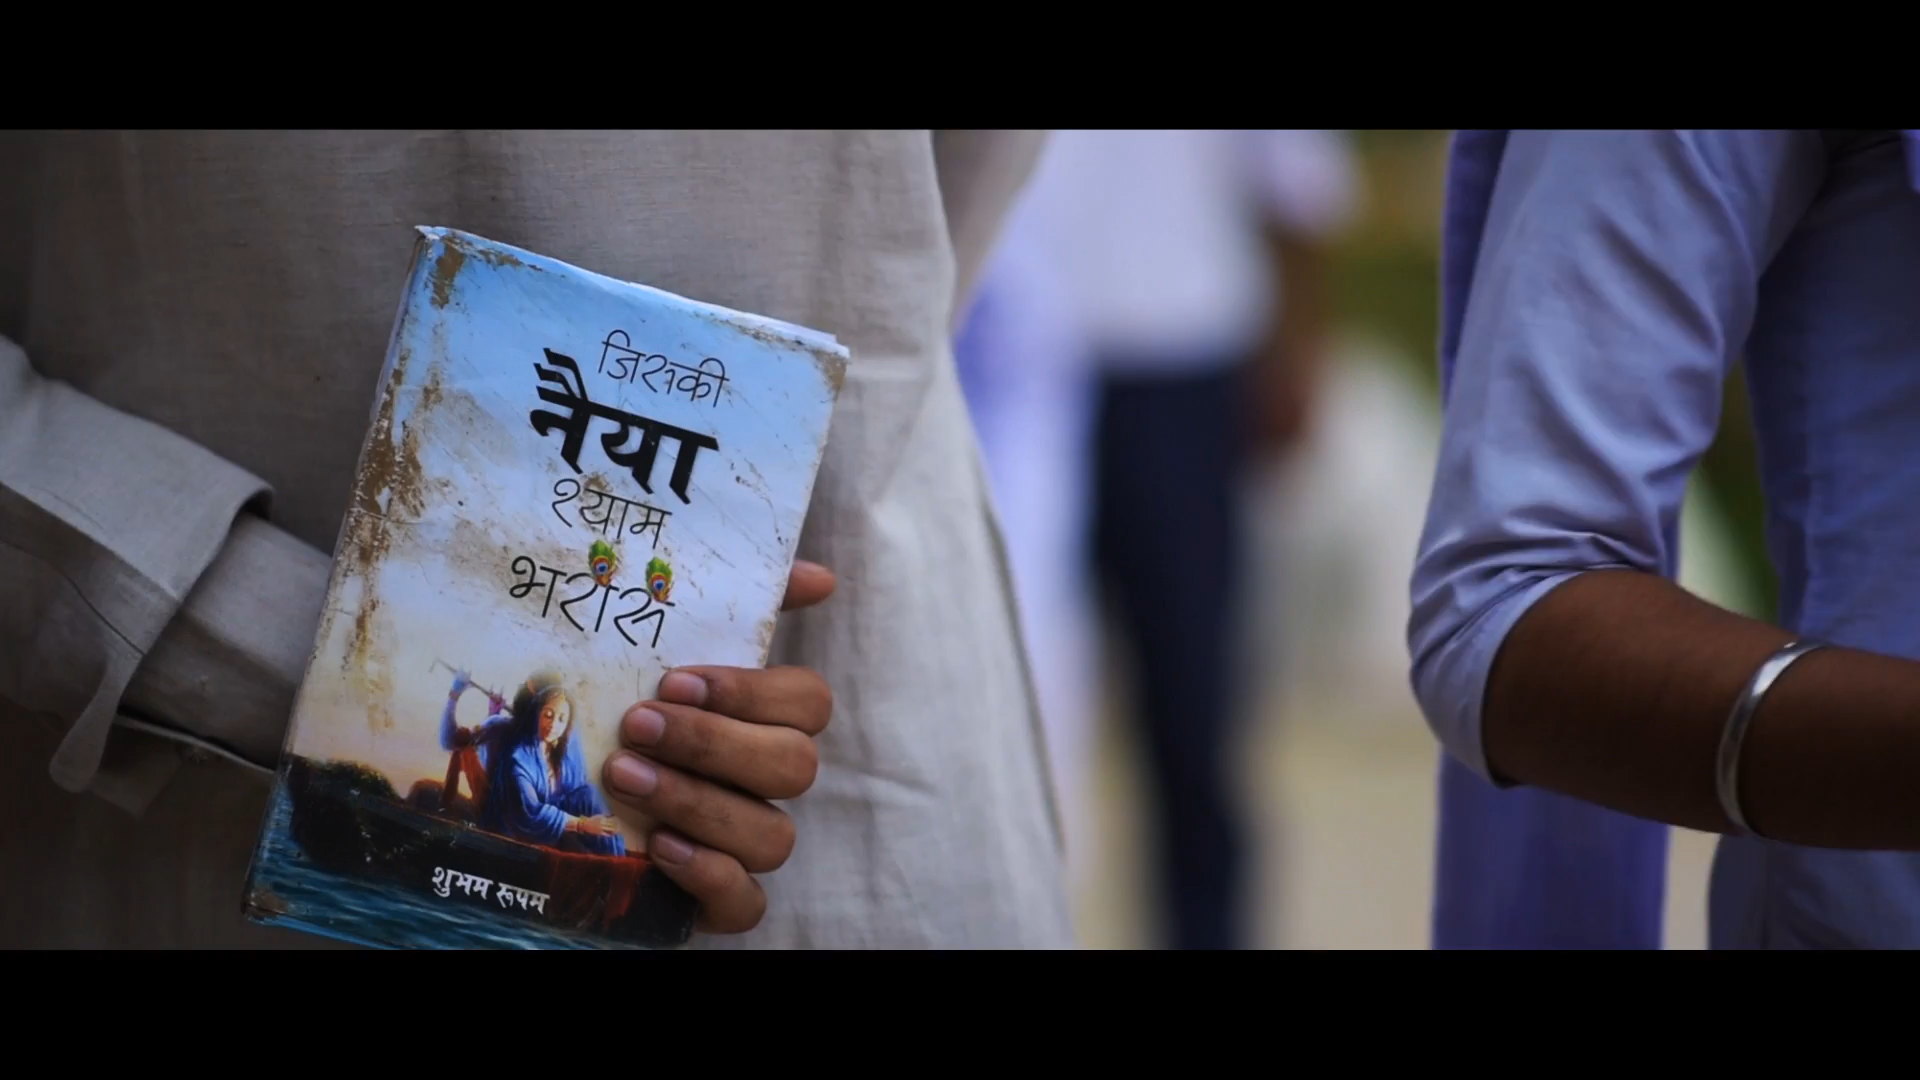 जिसकी
नैया
श्याम
भरोसे
शुभम रूपम